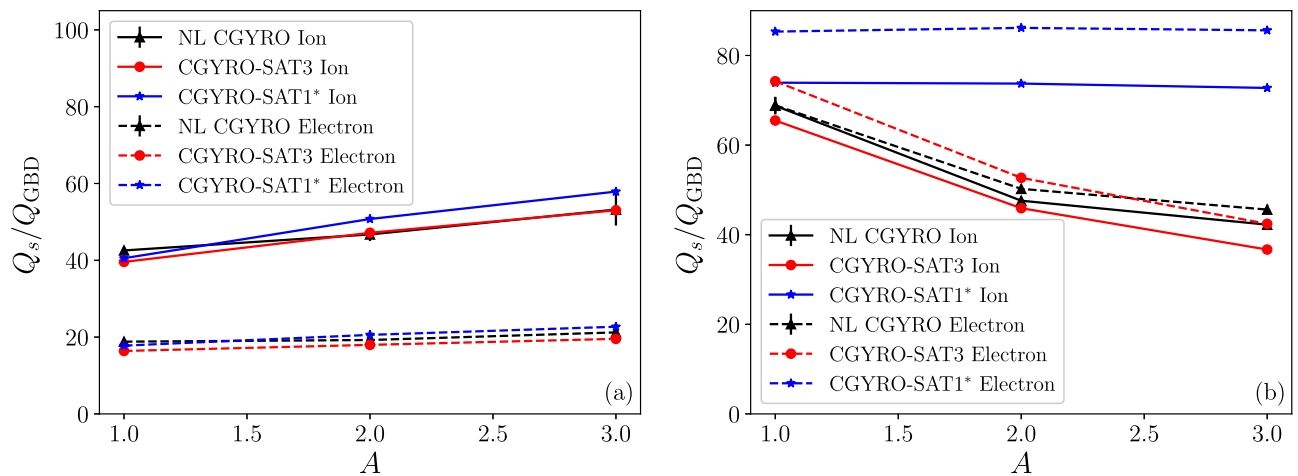 100
80
60
40
20
0
Q_s/Q_GBD
NL CGYRO Ion
CGYRO-SAT3 Ion
CGYRO-SAT1* Ion
NL CGYRO Electron
CGYRO-SAT3 Electron
CGYRO-SAT1* Electron
(a)
1.0 1.5 2.0 2.5 3.0
A
80
60
40
20
0
Q_s/Q_GBD
NL CGYRO Ion
CGYRO-SAT3 Ion
CGYRO-SAT1* Ion
NL CGYRO Electron
CGYRO-SAT3 Electron
CGYRO-SAT1* Electron
(b)
1.0 1.5 2.0 2.5 3.0
A